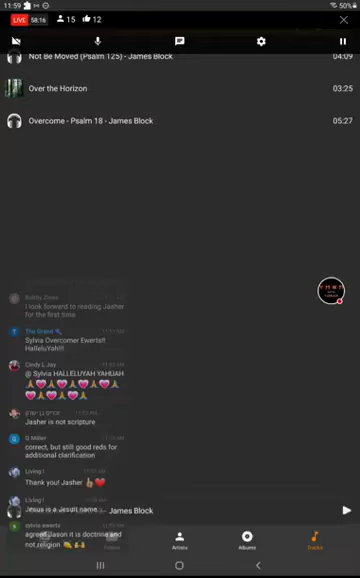 11:59
50%
LIVE 58:16 15 12
Not Be Moved (Psalm 125) - James Block 04:09
Over the Horizon 03:25
Overcome - Psalm 18 - James Block 05:27
I look forward to reading Jasher
for the first time
The Grand
Sylvia Overcomer Ewerts!!
HalleluYah!!!
Cindy L Jay
@ Sylvia HALLELUYAH YAHUAH
🙏💖🙏💖🙏💖🙏💖🙏
💖🙏💖🙏💖
Jasher is not scripture
G Miller
correct, but still good reds for
additional clarification
Living !
Thank you! Jasher
Living !
Jesus is a Jesuit name
James Block
sylvia ewerts
agreed Jason it is doctrine and
not religion
Artists
Albums
Tracks